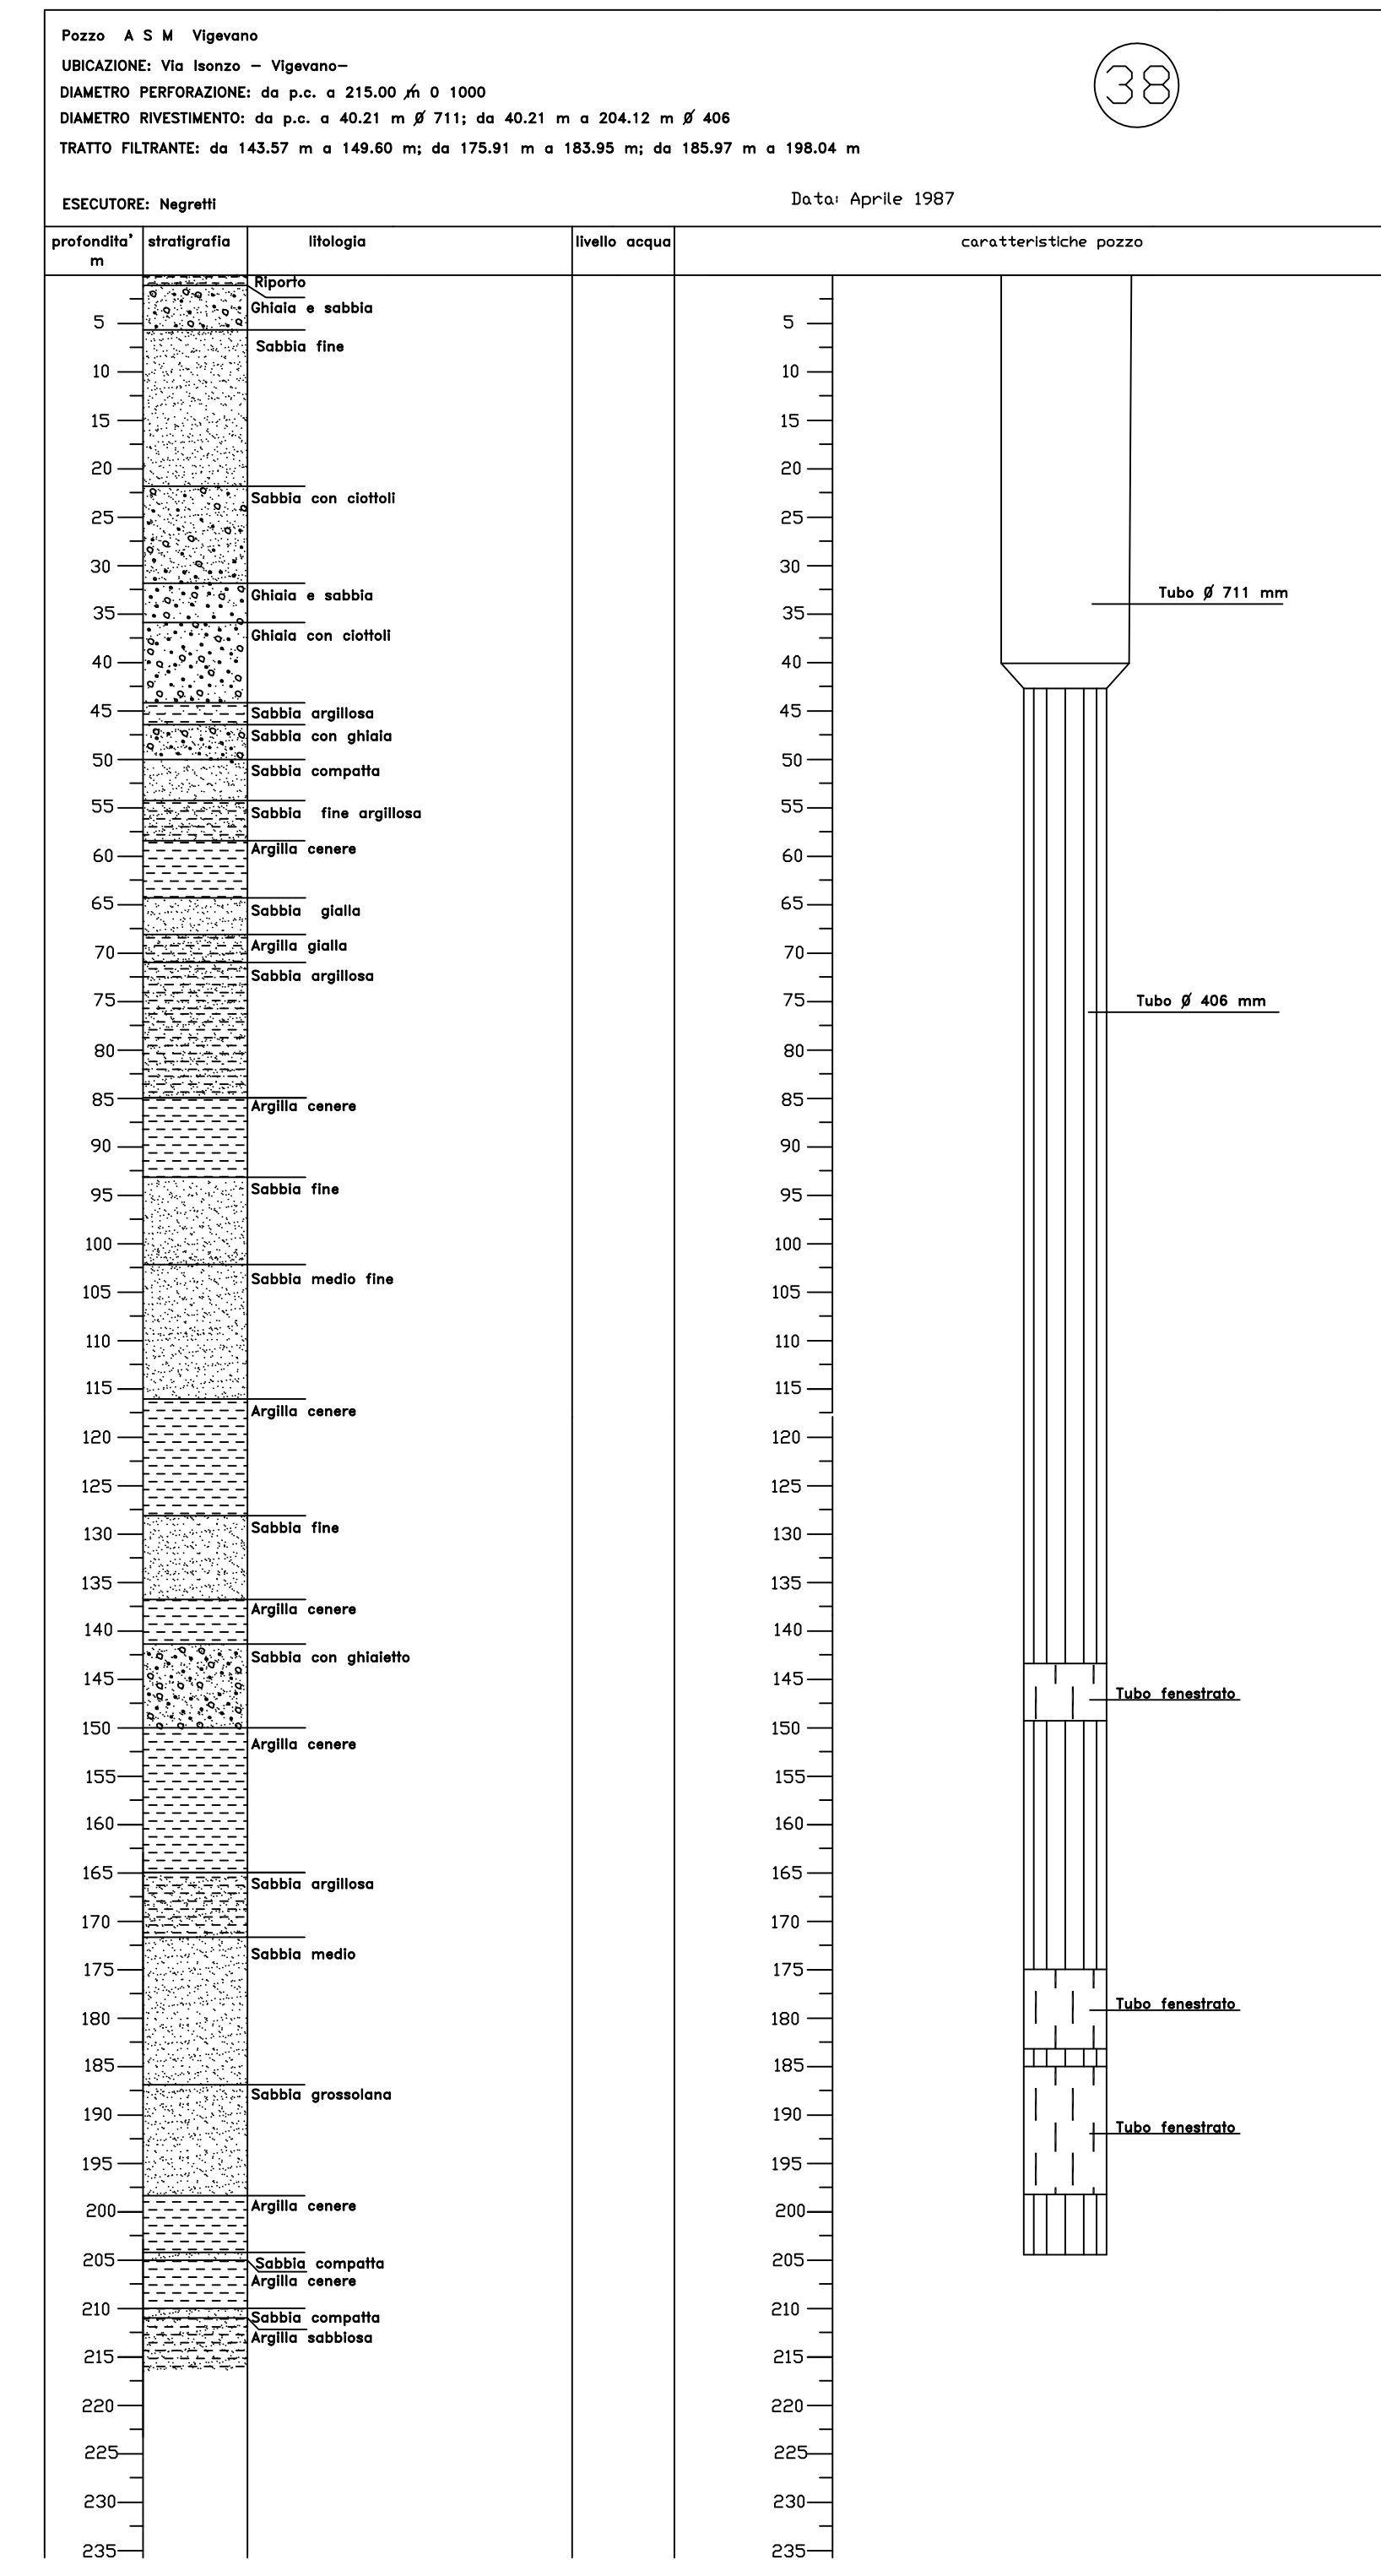 Pozzo A S M Vigevano
38
UBICAZIONE: Via Isonzo – Vigevano–
DIAMETRO PERFORAZIONE: da p.c. a 215.00 m 0 1000
DIAMETRO RIVESTIMENTO: da p.c. a 40.21 m Ø 711; da 40.21 m a 204.12 m Ø 406
TRATTO FILTRANTE: da 143.57 m a 149.60 m; da 175.91 m a 183.95 m; da 185.97 m a 198.04 m
ESECUTORE: Negretti
Data: Aprile 1987
profondita' m
stratigrafia
litologia
livello acqua
caratteristiche pozzo
Riporto
Ghiaia e sabbia
5 5
Sabbia fine
10 10
15 15
20 20
Sabbia con ciottoli
25 25
30 30
Ghiaia e sabbia
Tubo Ø 711 mm
35 35
Ghiaia con ciottoli
40 40
45 Sabbia argillosa 45
Sabbia con ghiaia
50 50
Sabbia compatta
55 55
Sabbia fine argillosa
Argilla cenere
60 60
65 65
Sabbia gialla
Argilla gialla
70 70
Sabbia argillosa
75 75 Tubo Ø 406 mm
80 80
85 85
Argilla cenere
90 90
Sabbia fine
95 95
100 100
Sabbia medio fine
105 105
110 110
115 115
Argilla cenere
120 120
125 125
Sabbia fine
130 130
135 135
Argilla cenere
140 140
Sabbia con ghiaietto
145 145
Tubo fenestrato
150 150
Argilla cenere
155 155
160 160
165 165
Sabbia argillosa
170 170
Sabbia medio
175 175
Tubo fenestrato
180 180
185 185
Sabbia grossolana
190 190
Tubo fenestrato
195 195
Argilla cenere
200 200
205 Sabbia compatta 205
Argilla cenere
210 210
Sabbia compatta
Argilla sabbiosa
215 215
220 220
225 225
230 230
235 235